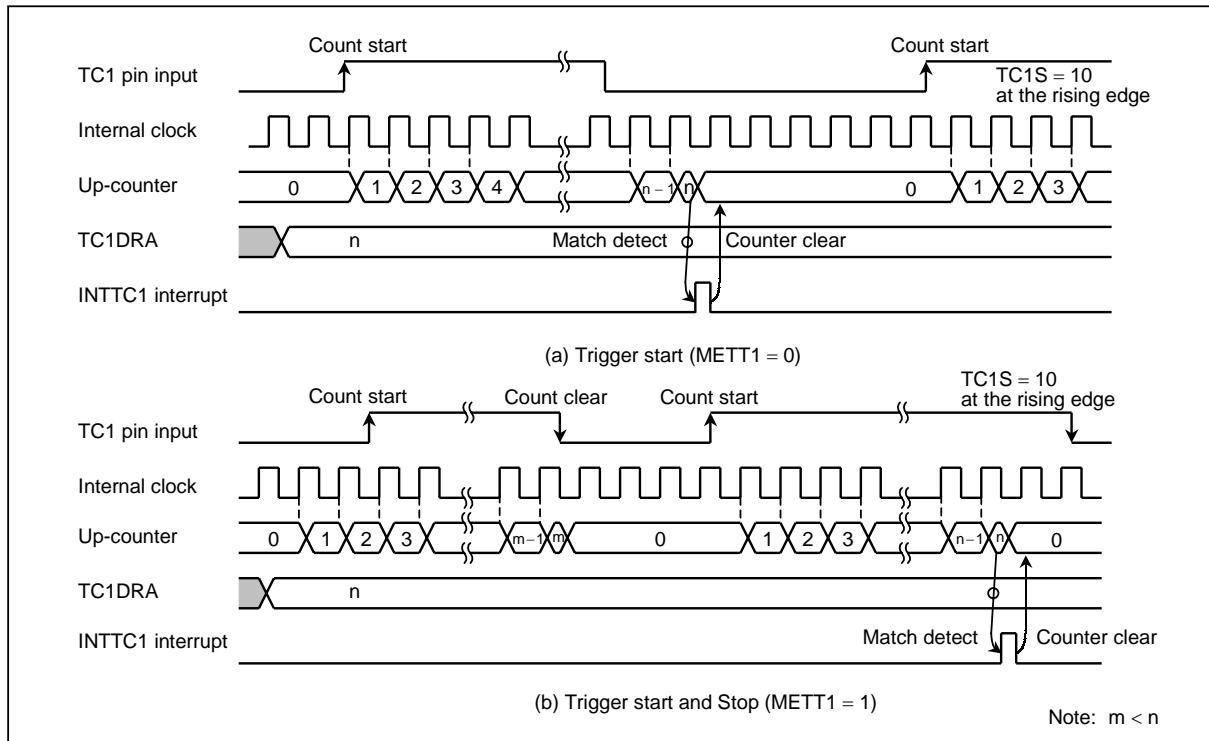 Count start
Count start
TC1 pin input
TC1S = 10
at the rising edge
Internal clock
Up-counter
0 1 2 3 4 n − 1 n 0 1 2 3
TC1DRA
n
Match detect
Counter clear
INTTC1 interrupt
(a) Trigger start (METT1 = 0)
Count start
Count clear
Count start
TC1S = 10
at the rising edge
TC1 pin input
Internal clock
Up-counter
0 1 2 3 m − 1 m 0 1 2 3 n − 1 n 0
TC1DRA
n
INTTC1 interrupt
Match detect
Counter clear
(b) Trigger start and Stop (METT1 = 1)
Note: m < n